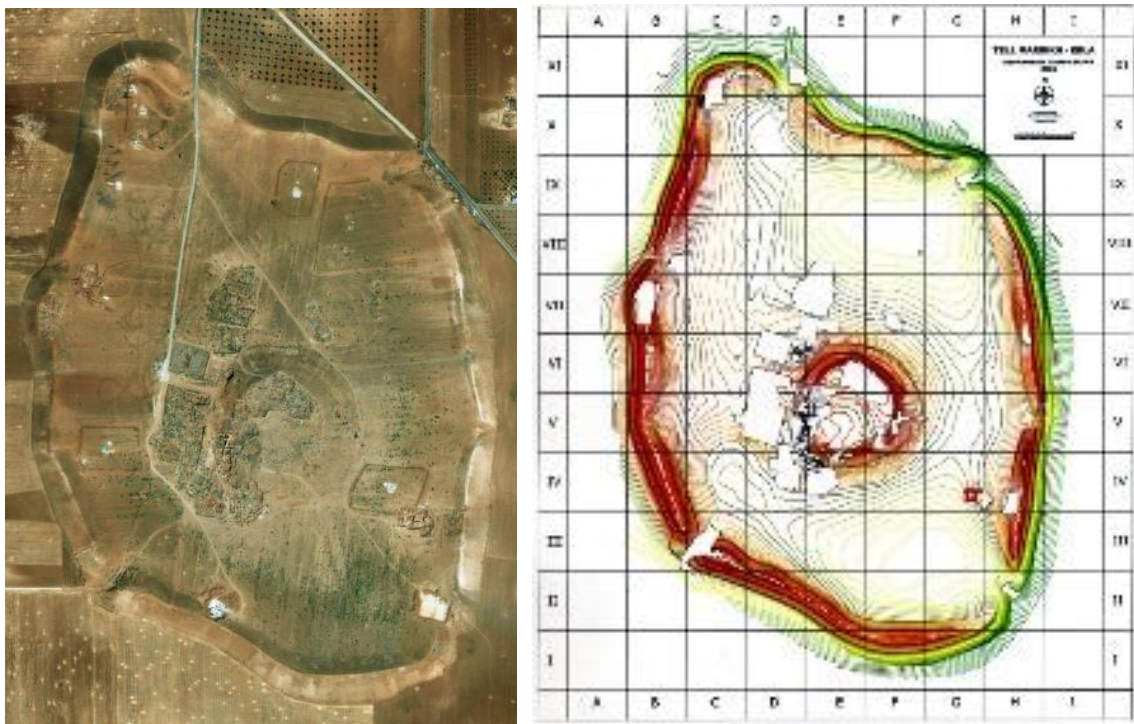 A B C D E F G H I
TELL MARDIKH - EBLA
XI XI
N
X X
IX IX
VIII VIII
VII VII
VI VI
V V
IV IV
III III
II II
I I
A B C D E F G H I